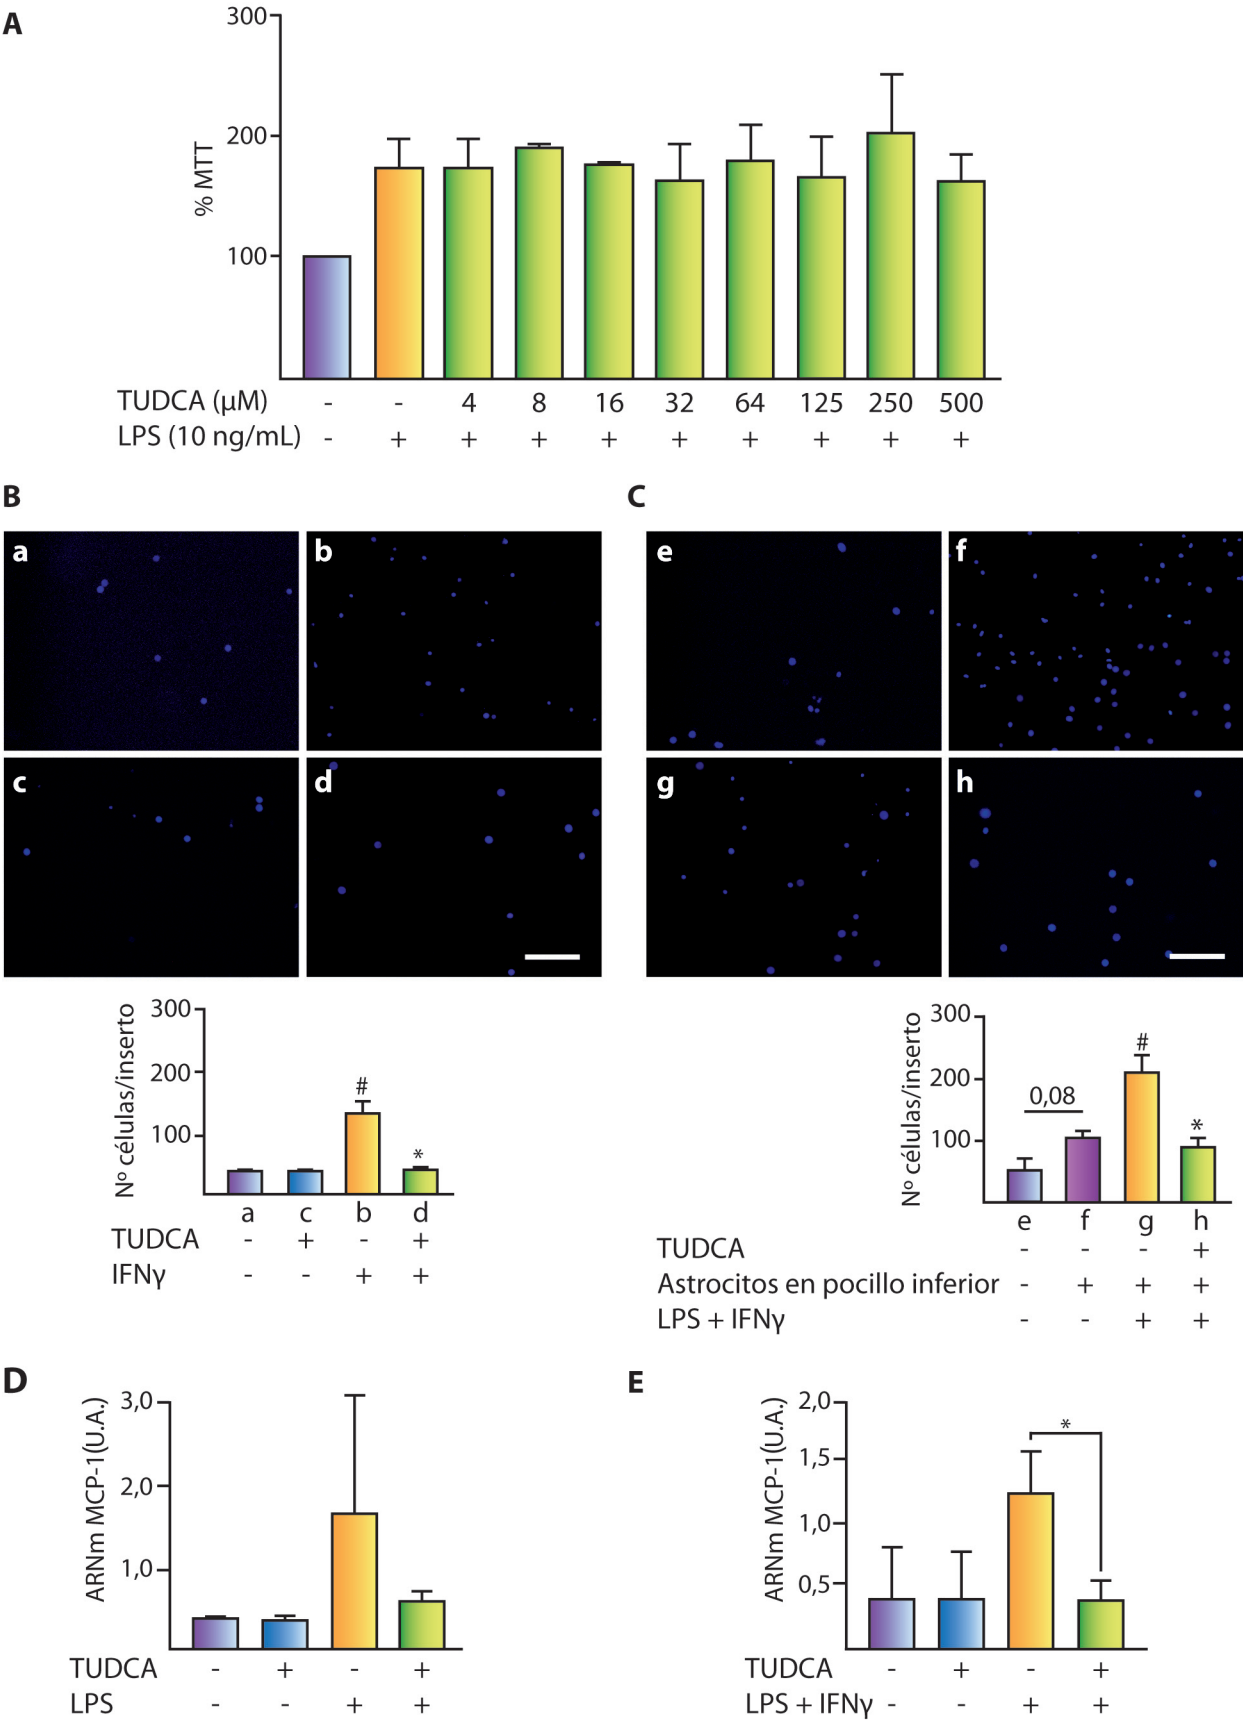 A
300
200
100
% MTT
TUDCA (μM) - - 4 8 16 32 64 125 250 500
LPS (10 ng/mL) - + + + + + + + + +
B
a
b
c
d
300
200
100
Nº células/inserto
#
*
a c b d
TUDCA - + - +
IFNγ - - + +
C
e
f
g
h
300
200
100
Nº células/inserto
0,08
#
*
e f g h
TUDCA - - - +
Astrocitos en pocillo inferior - + + +
LPS + IFNγ - - + +
D
3,0
2,0
1,0
ARNm MCP-1(U.A.)
TUDCA - + - +
LPS - - + +
E
2,0
1,5
1,0
0,5
ARNm MCP-1(U.A.)
*
TUDCA - + - +
LPS + IFNγ - - + +